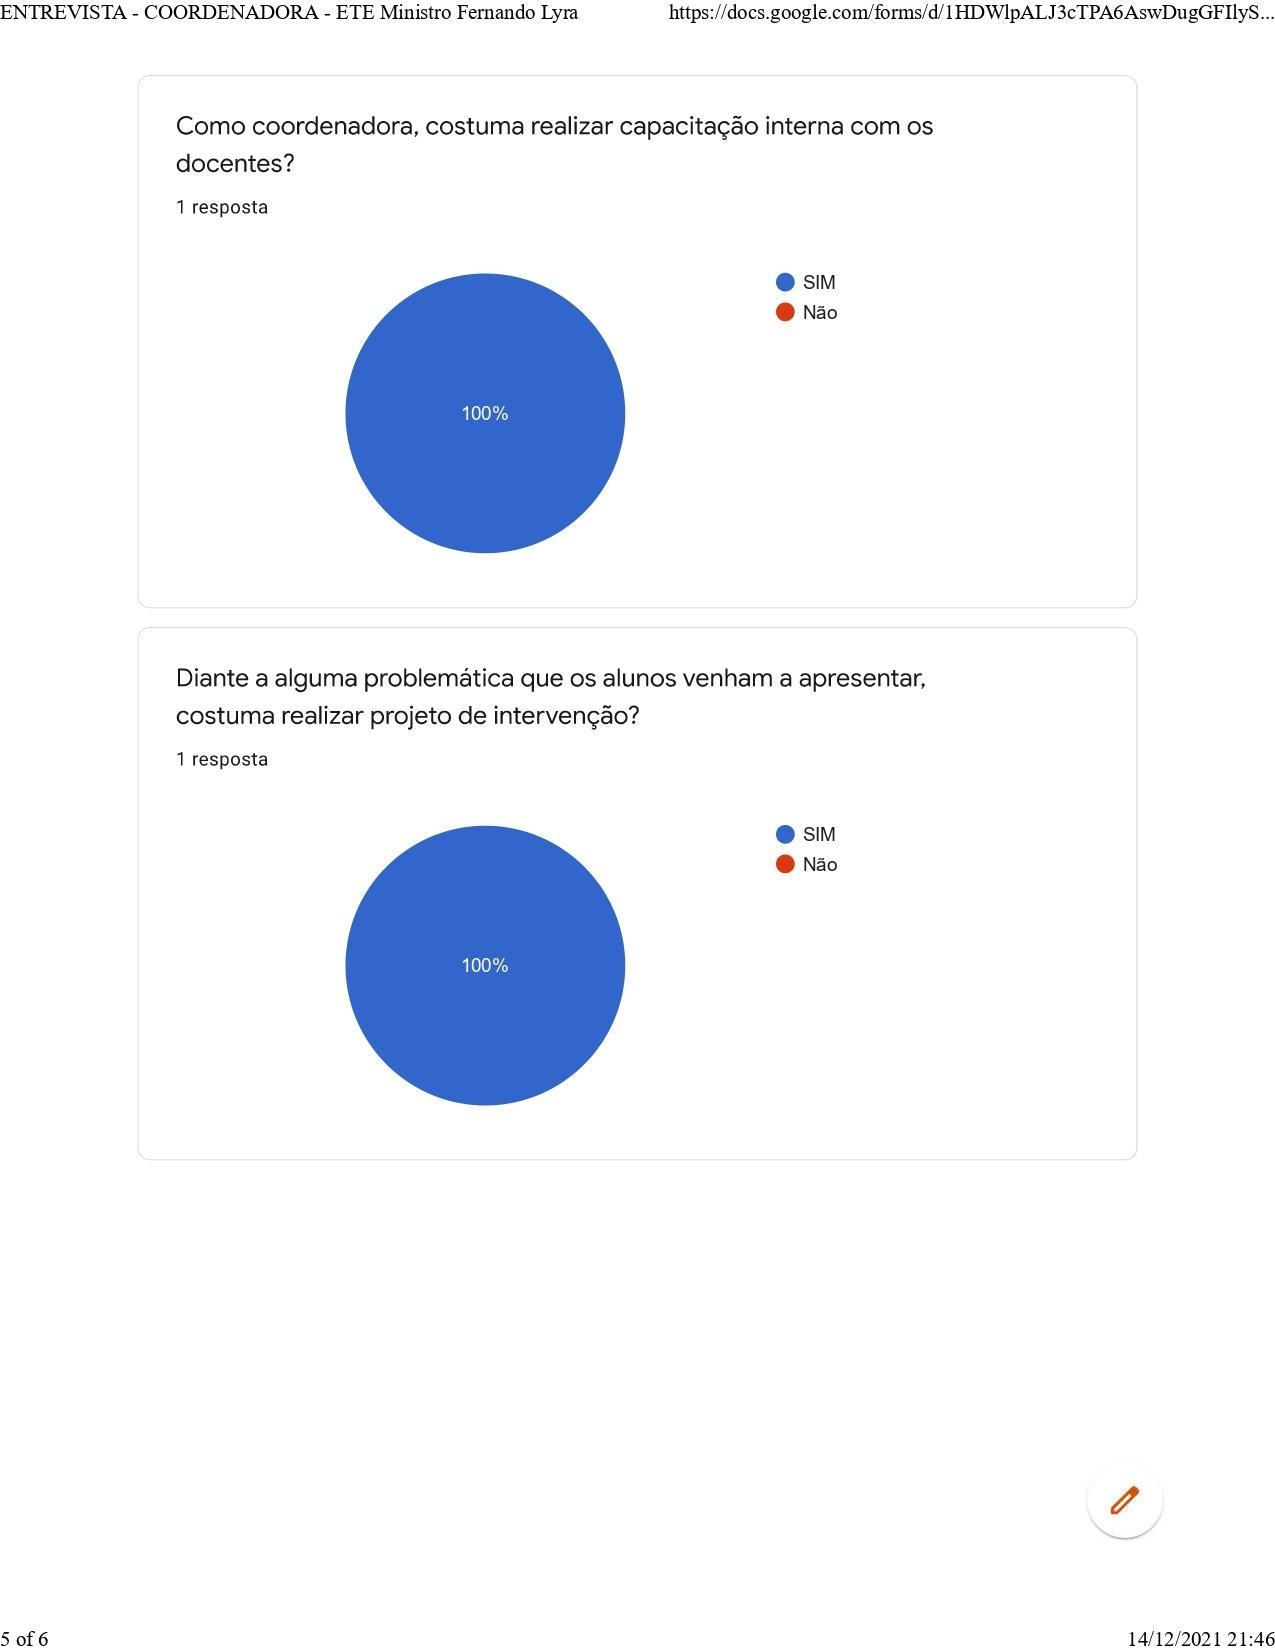 ENTREVISTA - COORDENADORA - ETE Ministro Fernando Lyra
https://docs.google.com/forms/d/1HDWlpALJ3cTPA6AswDugGFIlyS...
Como coordenadora, costuma realizar capacitação interna com os
docentes?
1 resposta
SIM
Não
100%
Diante a alguma problemática que os alunos venham a apresentar,
costuma realizar projeto de intervenção?
1 resposta
SIM
Não
100%
5 of 6
14/12/2021 21:46